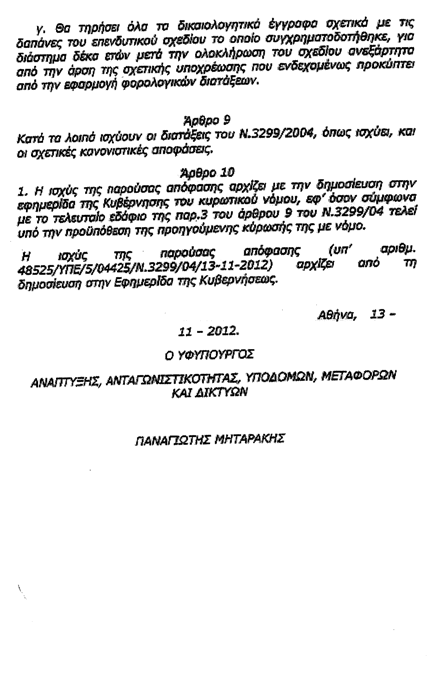 γ. Θα τηρήσει όλα τα δικαιολογητικά έγγραφα σχετικά με τις
δαπάνες του επενδυτικού σχεδίου το οποίο συγχρηματοδοτήθηκε, για
διάστημα δέκα ετών μετά την ολοκλήρωση του σχεδίου ανεξάρτητα
από την άρση της σχετικής υποχρέωσης που ενδεχομένως προκύπτει
από την εφαρμογή φορολογικών διατάξεων.
Άρθρο 9
Κατά τα λοιπά ισχύουν οι διατάξεις του Ν.3299/2004, όπως ισχύει, και
οι σχετικές κανονιστικές αποφάσεις.
Άρθρο 10
1. Η ισχύς της παρούσας απόφασης αρχίζει με την δημοσίευση στην
εφημερίδα της Κυβέρνησης του κυρωτικού νόμου, εφ' όσον σύμφωνα
με το τελευταίο εδάφιο της παρ.3 του άρθρου 9 του Ν.3299/04 τελεί
υπό την προϋπόθεση της προηγούμενης κύρωσής της με νόμο.
Η ισχύς της παρούσας απόφασης (υπ' αριθμ.
48525/ΥΠΕ/5/04425/Ν.3299/04/13-11-2012) αρχίζει από τη
δημοσίευση στην Εφημερίδα της Κυβερνήσεως.
Αθήνα, 13 –
11 – 2012.
Ο ΥΦΥΠΟΥΡΓΟΣ
ΑΝΑΠΤΥΞΗΣ, ΑΝΤΑΓΩΝΙΣΤΙΚΟΤΗΤΑΣ, ΥΠΟΔΟΜΩΝ, ΜΕΤΑΦΟΡΩΝ
ΚΑΙ ΔΙΚΤΥΩΝ
ΠΑΝΑΓΙΩΤΗΣ ΜΗΤΑΡΑΚΗΣ